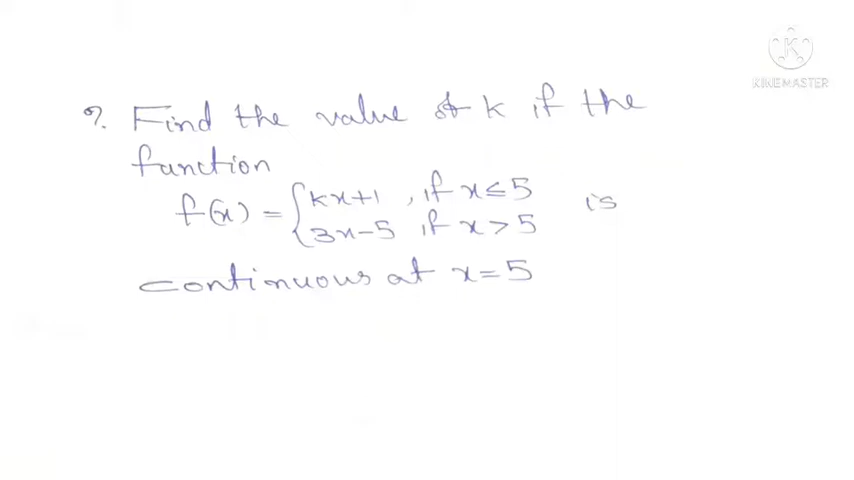 KINEMASTER
?. Find the value of k if the
function
f(x) = { kx+1 , if x ≤ 5
3x-5 if x > 5 is
continuous at x = 5